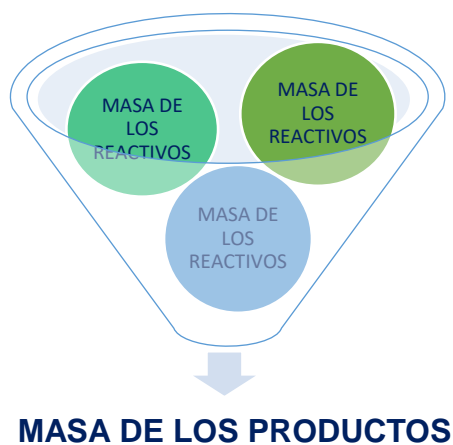 MASA DE
LOS
REACTIVOS
MASA DE
LOS
REACTIVOS
MASA DE
LOS
REACTIVOS
MASA DE LOS PRODUCTOS